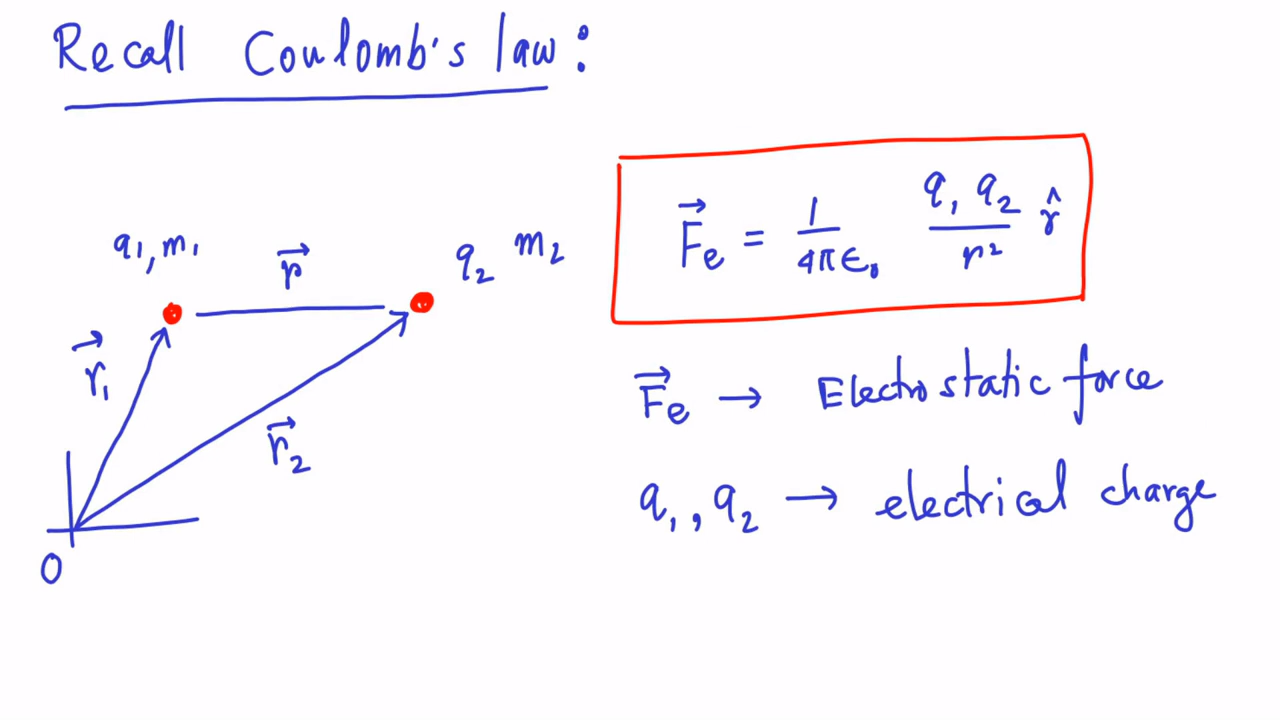 Recall Coulomb's law:
q₁, m₁
r⃗
q₂ m₂
r⃗₁
r⃗₂
O
F⃗e = 1/4πϵ₀ q₁ q₂/r² r̂
F⃗e → Electrostatic force
q₁, q₂ → electrical charge